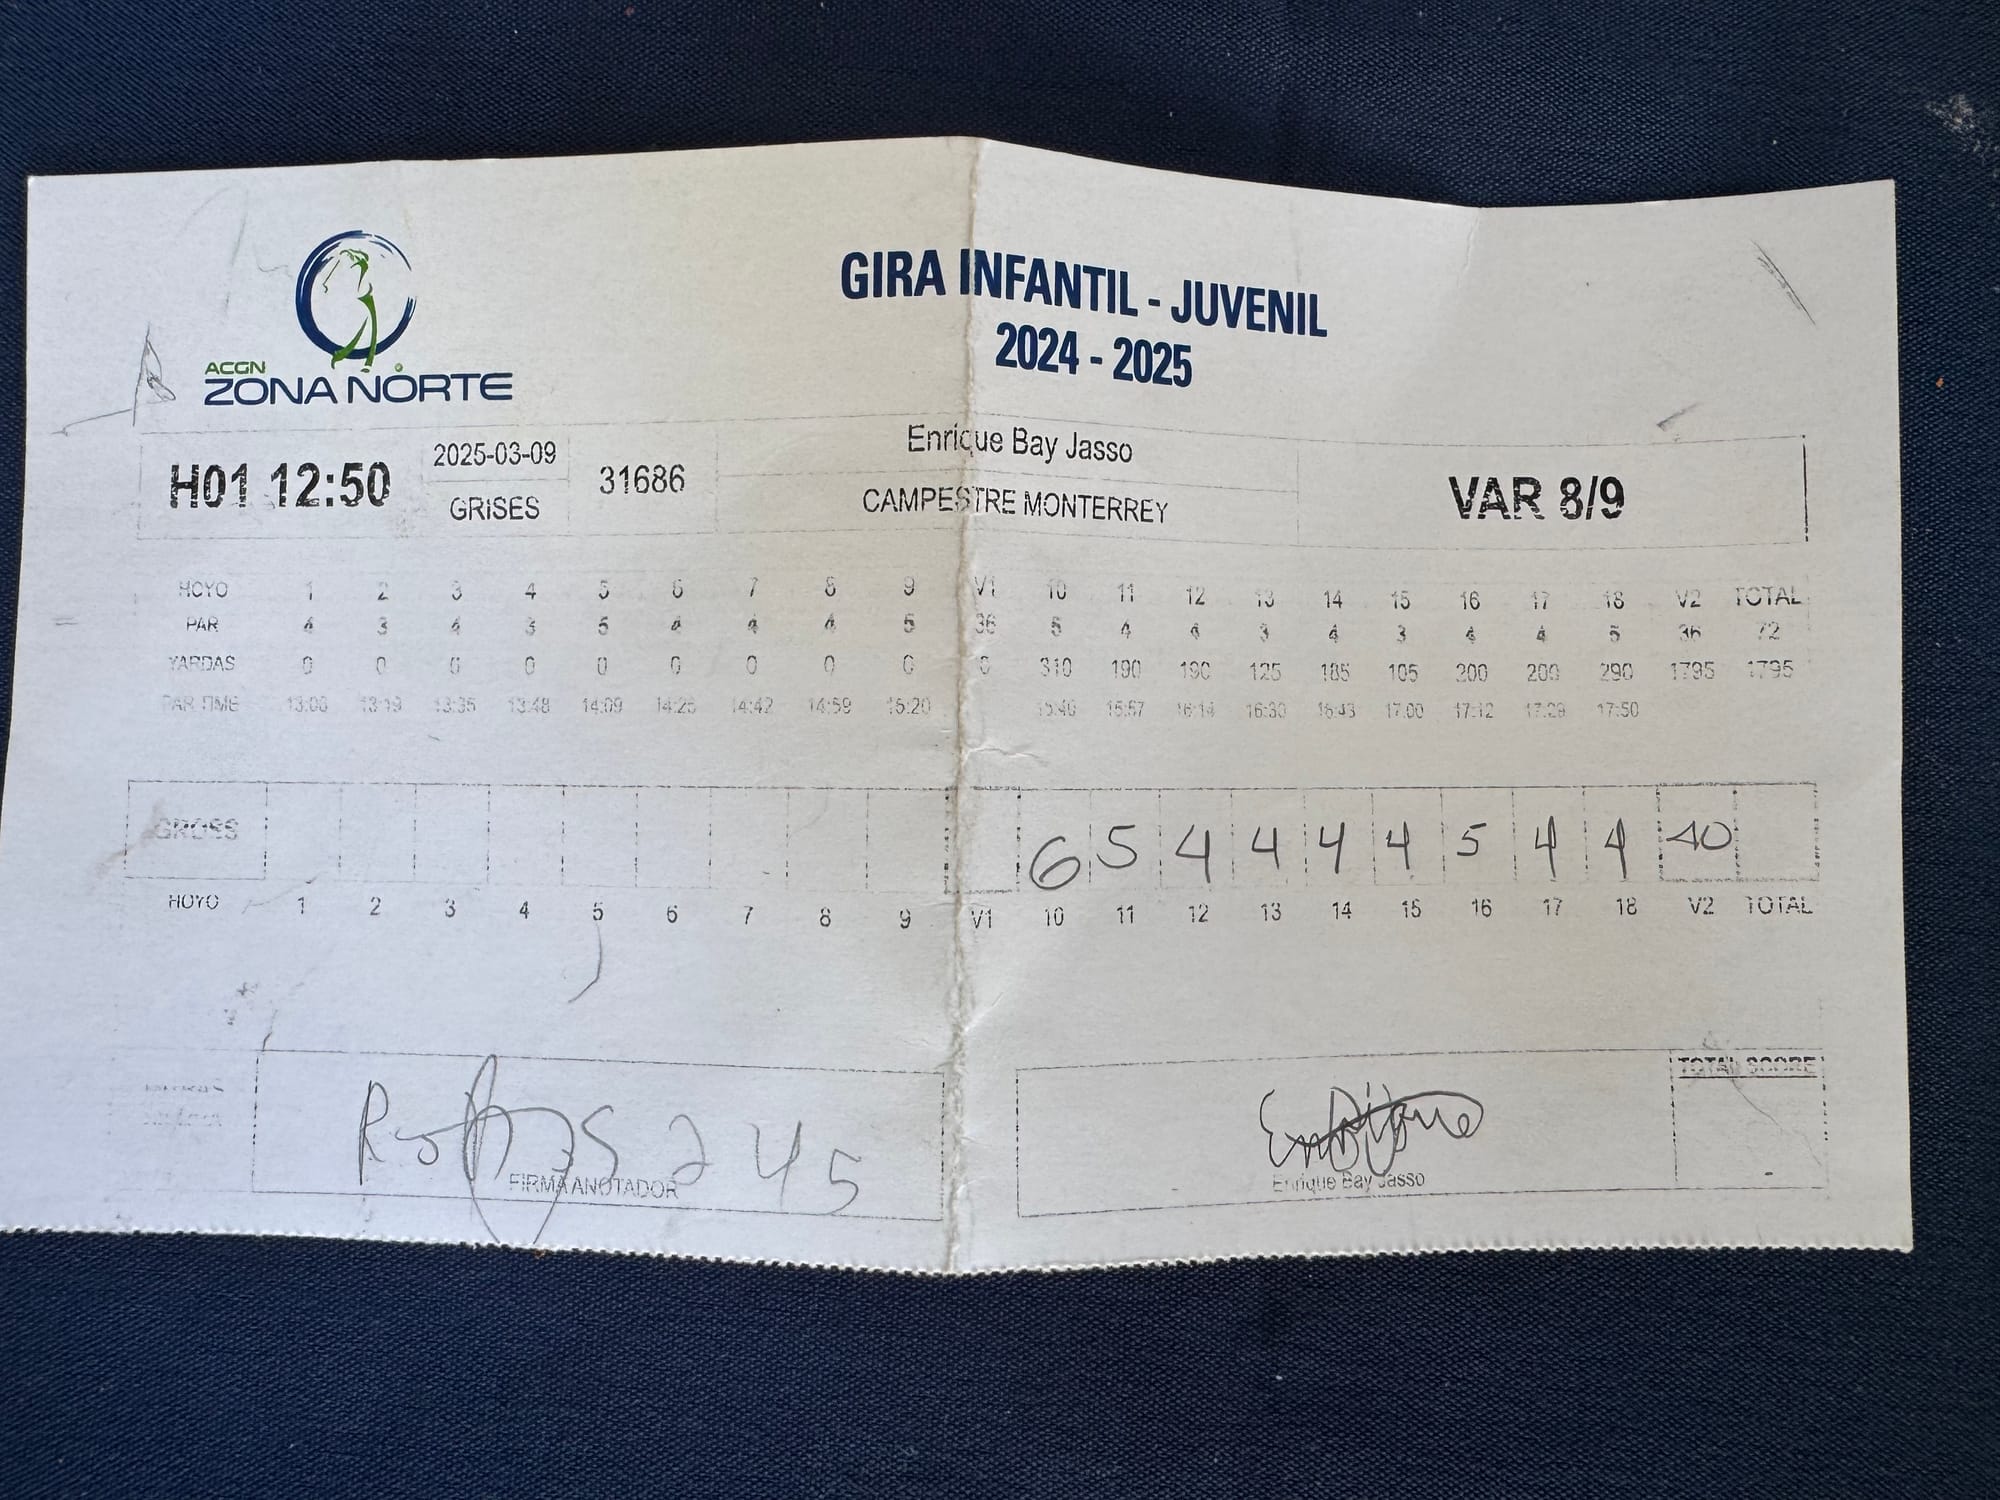 GIRA INFANTIL - JUVENIL
2024 - 2025
ACGN
ZONA NORTE
H01 12:50
2025-03-09
GRISES
31686
Enrique Bay Jasso
CAMPESTRE MONTERREY
VAR 8/9
HOYO 1 2 3 4 5 6 7 8 9 V1 10 11 12 13 14 15 16 17 18 V2 TOTAL
PAR 4 3 4 3 5 4 4 4 5 36 5 4 4 3 4 3 4 4 5 36 72
YARDAS 0 0 0 0 0 0 0 0 0 0 310 190 190 125 185 105 200 200 290 1795 1795
PAR TIME 13:06 13:19 13:35 13:48 14:09 14:25 14:42 14:59 15:20 15:40 15:57 16:14 16:30 16:43 17:00 17:12 17:29 17:50
GROSS 6 5 4 4 4 4 5 4 4 40
HOYO 1 2 3 4 5 6 7 8 9 V1 10 11 12 13 14 15 16 17 18 V2 TOTAL
TOTAL SCORE
245
FIRMA ANOTADOR
Enrique Bay Jasso